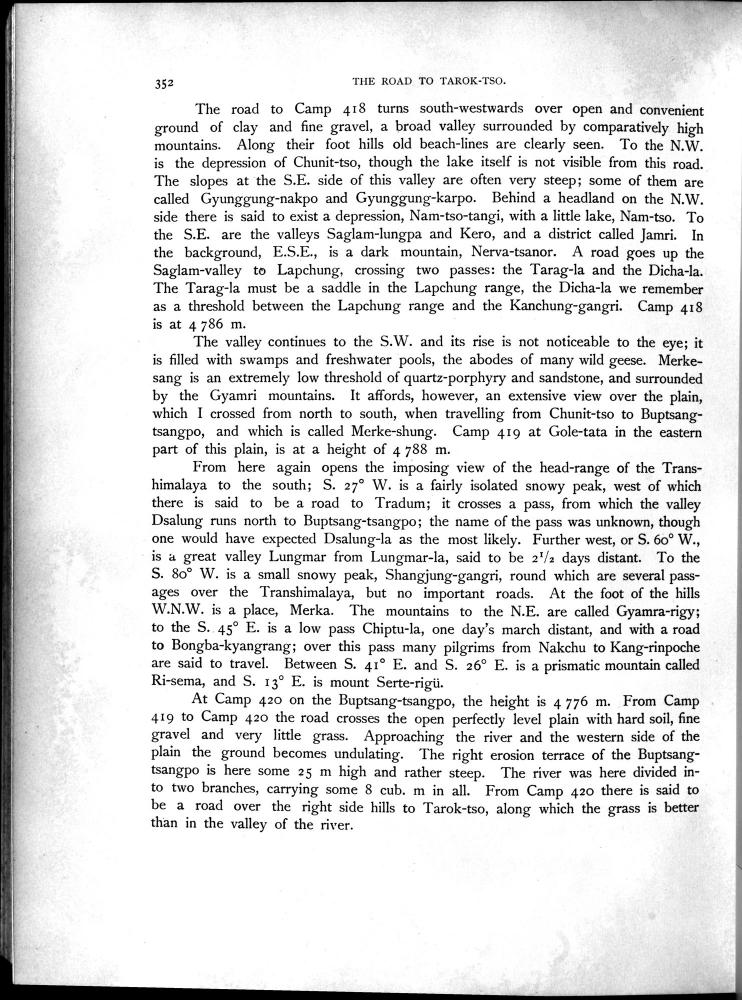 352
THE ROAD TO TAROK-TSO.
The road to Camp 418 turns south-westwards over open and convenient
ground of clay and fine gravel, a broad valley surrounded by comparatively high
mountains. Along their foot hills old beach-lines are clearly seen. To the N.W.
is the depression of Chunit-tso, though the lake itself is not visible from this road.
The slopes at the S.E. side of this valley are often very steep; some of them are
called Gyunggung-nakpo and Gyunggung-karpo. Behind a headland on the N.W.
side there is said to exist a depression, Nam-tso-tangi, with a little lake, Nam-tso. To
the S.E. are the valleys Saglam-lungpa and Kero, and a district called Jamri. In
the background, E.S.E., is a dark mountain, Nerva-tsanor. A road goes up the
Saglam-valley to Lapchung, crossing two passes: the Tarag-la and the Dicha-la.
The Tarag-la must be a saddle in the Lapchung range, the Dicha-la we remember
as a threshold between the Lapchung range and the Kanchung-gangri. Camp 418
is at 4 786 m.
The valley continues to the S.W. and its rise is not noticeable to the eye; it
is filled with swamps and freshwater pools, the abodes of many wild geese. Merke-
sang is an extremely low threshold of quartz-porphyry and sandstone, and surrounded
by the Gyamri mountains. It affords, however, an extensive view over the plain,
which I crossed from north to south, when travelling from Chunit-tso to Buptsang-
tsangpo, and which is called Merke-shung. Camp 419 at Gole-tata in the eastern
part of this plain, is at a height of 4 788 m.
From here again opens the imposing view of the head-range of the Trans-
himalaya to the south; S. 27° W. is a fairly isolated snowy peak, west of which
there is said to be a road to Tradum; it crosses a pass, from which the valley
Dsalung runs north to Buptsang-tsangpo; the name of the pass was unknown, though
one would have expected Dsalung-la as the most likely. Further west, or S. 60° W.,
is a great valley Lungmar from Lungmar-la, said to be 2¹/₂ days distant. To the
S. 80° W. is a small snowy peak, Shangjung-gangri, round which are several pass-
ages over the Transhimalaya, but no important roads. At the foot of the hills
W.N.W. is a place, Merka. The mountains to the N.E. are called Gyamra-rigy;
to the S. 45° E. is a low pass Chiptu-la, one day's march distant, and with a road
to Bongba-kyangrang; over this pass many pilgrims from Nakchu to Kang-rinpoche
are said to travel. Between S. 41° E. and S. 26° E. is a prismatic mountain called
Ri-sema, and S. 13° E. is mount Serte-rigü.
At Camp 420 on the Buptsang-tsangpo, the height is 4 776 m. From Camp
419 to Camp 420 the road crosses the open perfectly level plain with hard soil, fine
gravel and very little grass. Approaching the river and the western side of the
plain the ground becomes undulating. The right erosion terrace of the Buptsang-
tsangpo is here some 25 m high and rather steep. The river was here divided in-
to two branches, carrying some 8 cub. m in all. From Camp 420 there is said to
be a road over the right side hills to Tarok-tso, along which the grass is better
than in the valley of the river.